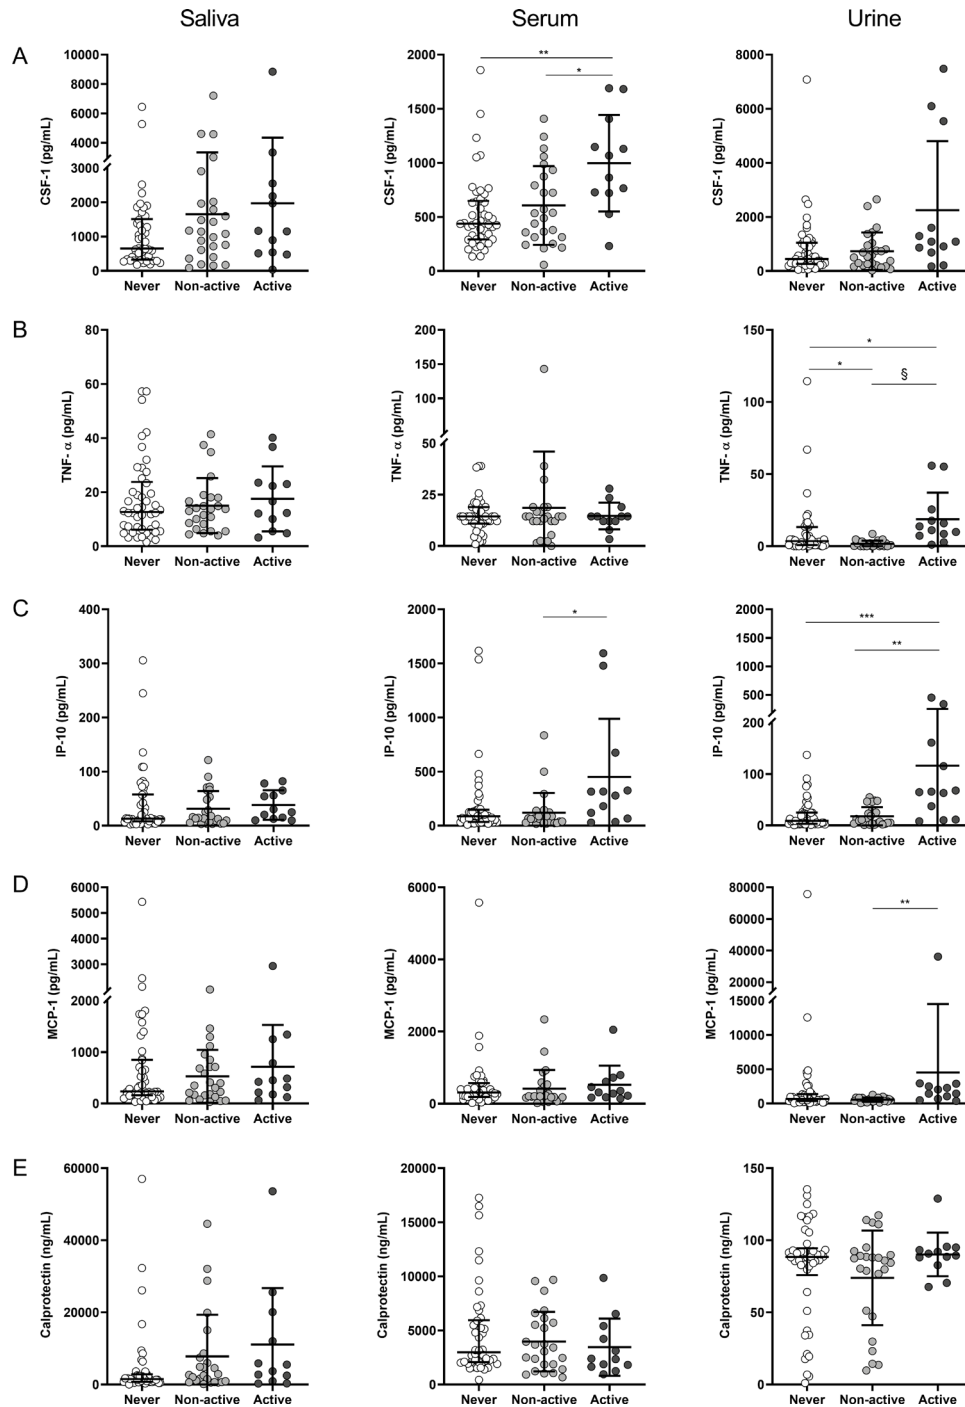 Saliva Serum Urine
A
CSF-1 (pg/mL)
10000
8000
6000
4000
3000
2000
1000
0
Never Non-active Active
CSF-1 (pg/mL)
2000
1500
1000
500
0
**
*
Never Non-active Active
CSF-1 (pg/mL)
8000
6000
4000
2000
0
Never Non-active Active
B
TNF- α (pg/mL)
80
60
40
20
0
Never Non-active Active
TNF- α (pg/mL)
200
150
100
50
25
0
Never Non-active Active
TNF- α (pg/mL)
150
100
50
0
*
*
§
Never Non-active Active
C
IP-10 (pg/mL)
400
300
200
100
0
Never Non-active Active
IP-10 (pg/mL)
2000
1500
1000
500
0
*
Never Non-active Active
IP-10 (pg/mL)
2000
1500
1000
500
200
100
0
***
**
Never Non-active Active
D
MCP-1 (pg/mL)
6000
5000
4000
3000
2000
1000
0
Never Non-active Active
MCP-1 (pg/mL)
6000
4000
2000
0
Never Non-active Active
MCP-1 (pg/mL)
80000
60000
40000
20000
15000
10000
5000
0
**
Never Non-active Active
E
Calprotectin (ng/mL)
60000
40000
20000
0
Never Non-active Active
Calprotectin (ng/mL)
20000
15000
10000
5000
0
Never Non-active Active
Calprotectin (ng/mL)
150
100
50
0
Never Non-active Active